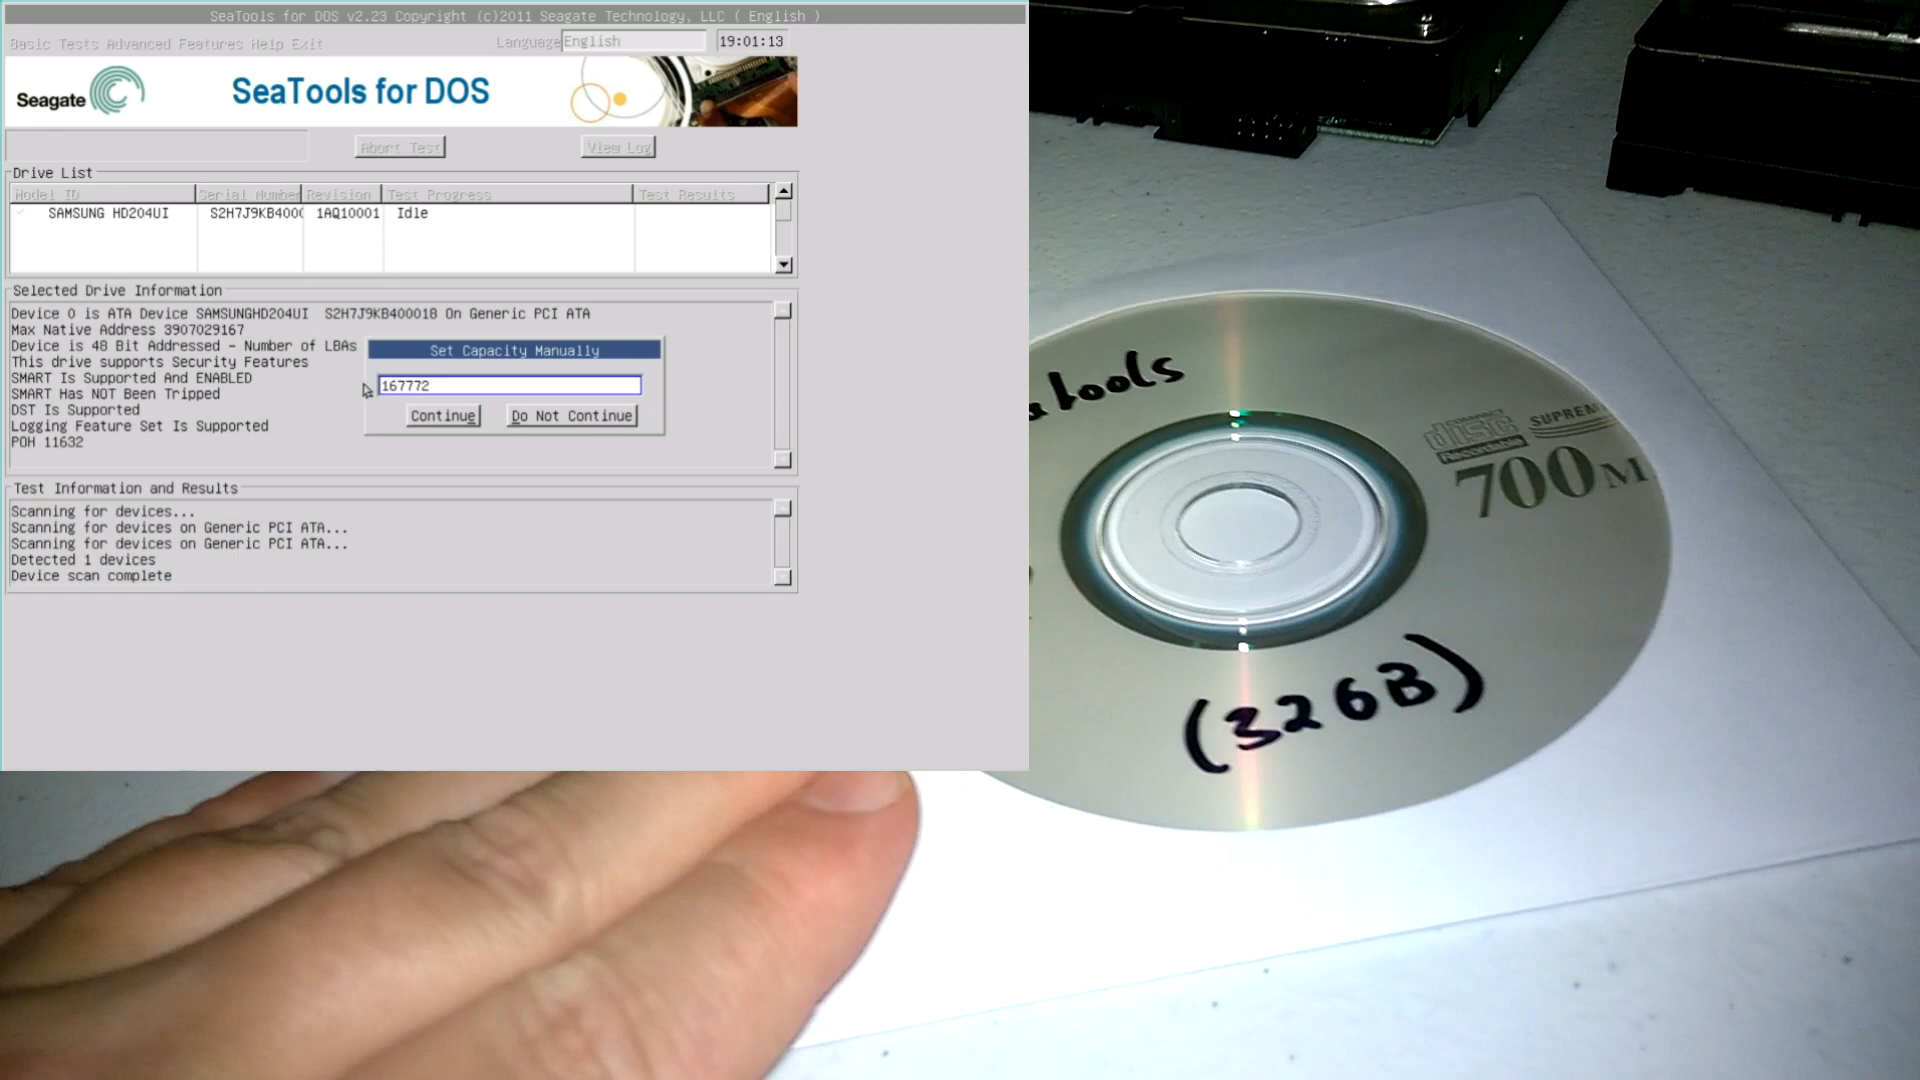 SeaTools for DOS v2.23 Copyright (c)2011 Seagate Technology, LLC ( English )
Basic Tests Advanced Features Help Exit
Language English 19:01:13
Seagate SeaTools for DOS
Abort Test View Log
Drive List
Model ID Serial Number Revision Test Progress Test Results
SAMSUNG HD204UI S2H7J9KB400 1AQ10001 Idle
Selected Drive Information
Device 0 is ATA Device SAMSUNGHD204UI S2H7J9KB400018 On Generic PCI ATA
Max Native Address 3907029167
Device is 48 Bit Addressed - Number of LBAs
This drive supports Security Features
SMART Is Supported And ENABLED
SMART Has NOT Been Tripped
DST Is Supported
Logging Feature Set Is Supported
POH 11632
Set Capacity Manually
167772
Continue Do Not Continue
Test Information and Results
Scanning for devices...
Scanning for devices on Generic PCI ATA...
Scanning for devices on Generic PCI ATA...
Detected 1 devices
Device scan complete
a Tools
COMPACT
disc
Recordable
SUPREM
700M
(32GB)